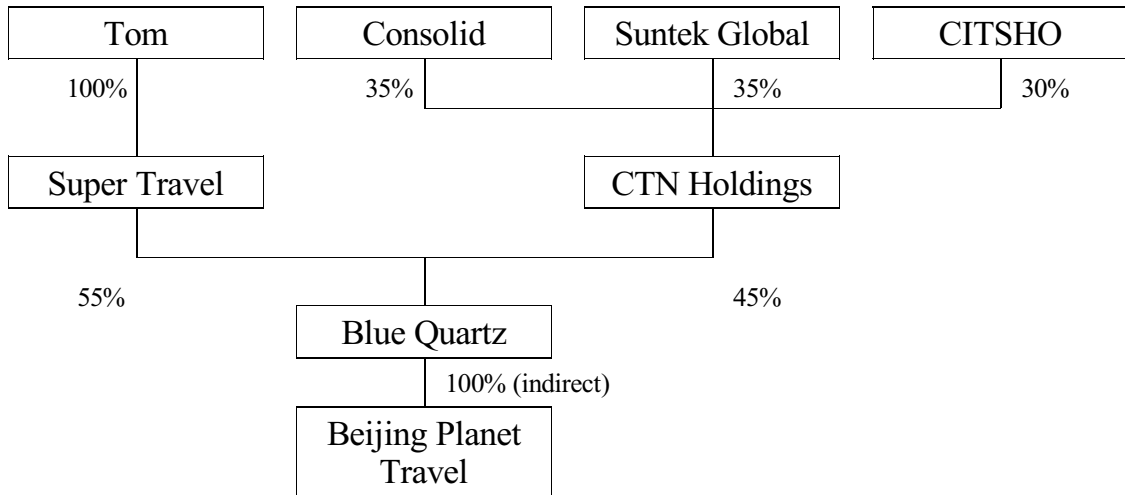 Tom
Consolid
Suntek Global
CITSHO
100%
35%
35%
30%
Super Travel
CTN Holdings
55%
45%
Blue Quartz
100% (indirect)
Beijing Planet
Travel